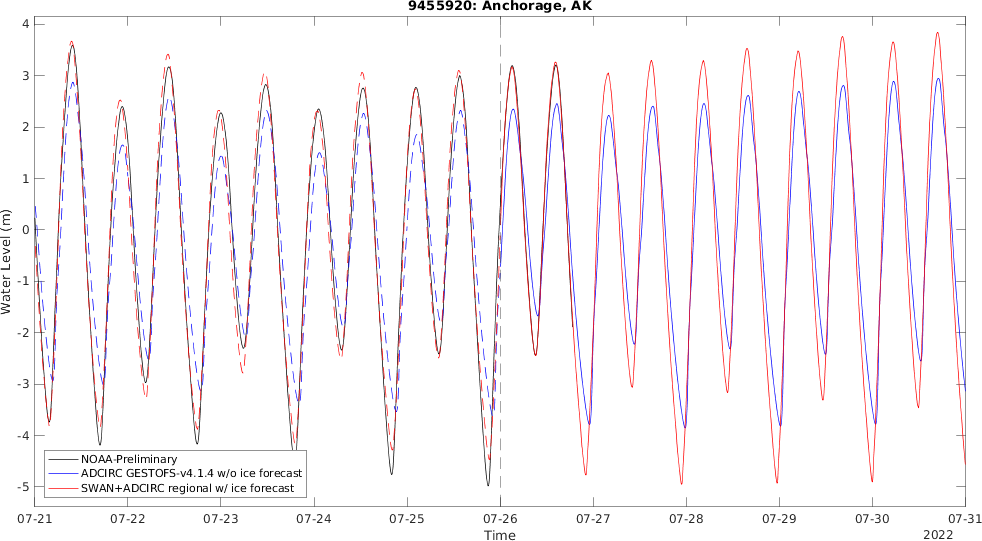 9455920: Anchorage, AK
Water Level (m)
4
3
2
1
0
-1
-2
-3
-4
-5
NOAA-Preliminary
ADCIRC GESTOFS-v4.1.4 w/o ice forecast
SWAN+ADCIRC regional w/ ice forecast
07-21 07-22 07-23 07-24 07-25 07-26 07-27 07-28 07-29 07-30 07-31
Time
2022